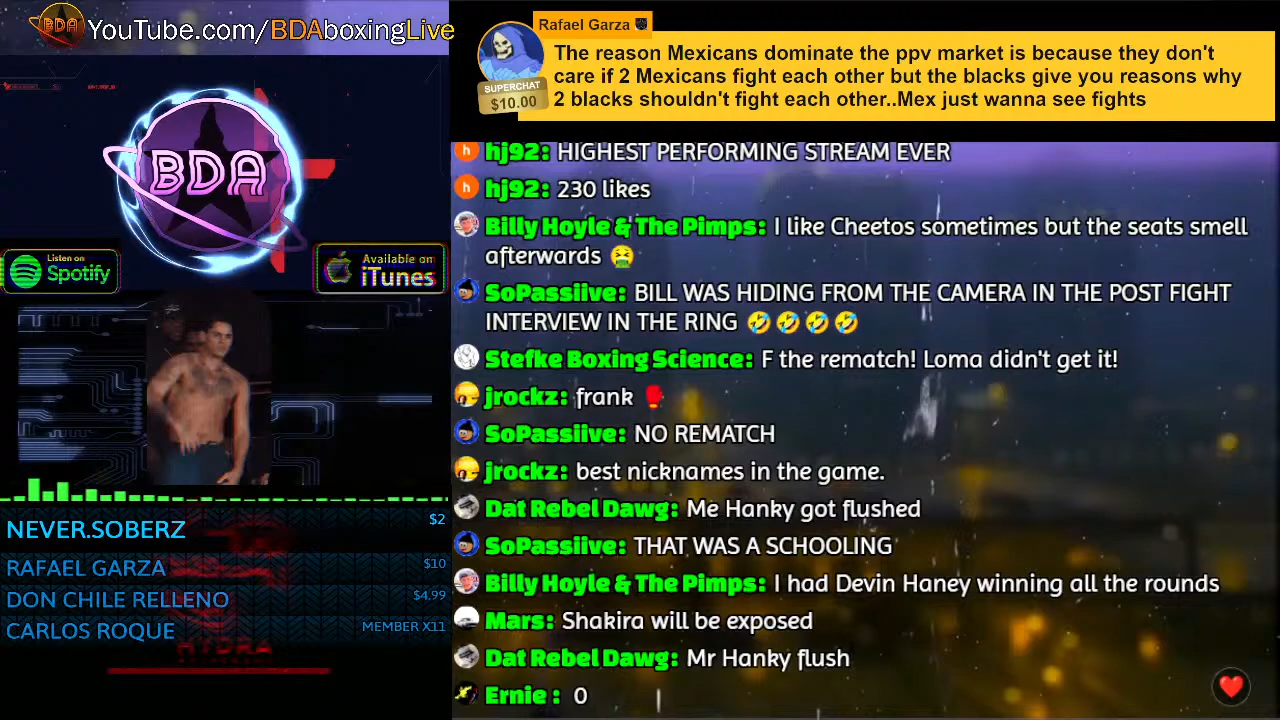 BDA
YouTube.com/BDAboxingLive
BDA
Listen on
Spotify
Available on
iTunes
NEVER.SOBERZ $2
RAFAEL GARZA $10
DON CHILE RELLENO $4,99
CARLOS ROQUE MEMBER X11
HYDRA
Rafael Garza
SUPERCHAT
$10.00
The reason Mexicans dominate the ppv market is because they don't
care if 2 Mexicans fight each other but the blacks give you reasons why
2 blacks shouldn't fight each other..Mex just wanna see fights
h hj92: HIGHEST PERFORMING STREAM EVER
h hj92: 230 likes
Billy Hoyle & The Pimps: I like Cheetos sometimes but the seats smell
afterwards 🤮
SoPassiive: BILL WAS HIDING FROM THE CAMERA IN THE POST FIGHT
INTERVIEW IN THE RING 🤣🤣🤣🤣
Stefke Boxing Science: F the rematch! Loma didn't get it!
jrockz: frank 🥊
SoPassiive: NO REMATCH
jrockz: best nicknames in the game.
Dat Rebel Dawg: Me Hanky got flushed
SoPassiive: THAT WAS A SCHOOLING
Billy Hoyle & The Pimps: I had Devin Haney winning all the rounds
Mars: Shakira will be exposed
Dat Rebel Dawg: Mr Hanky flush
Ernie : 0